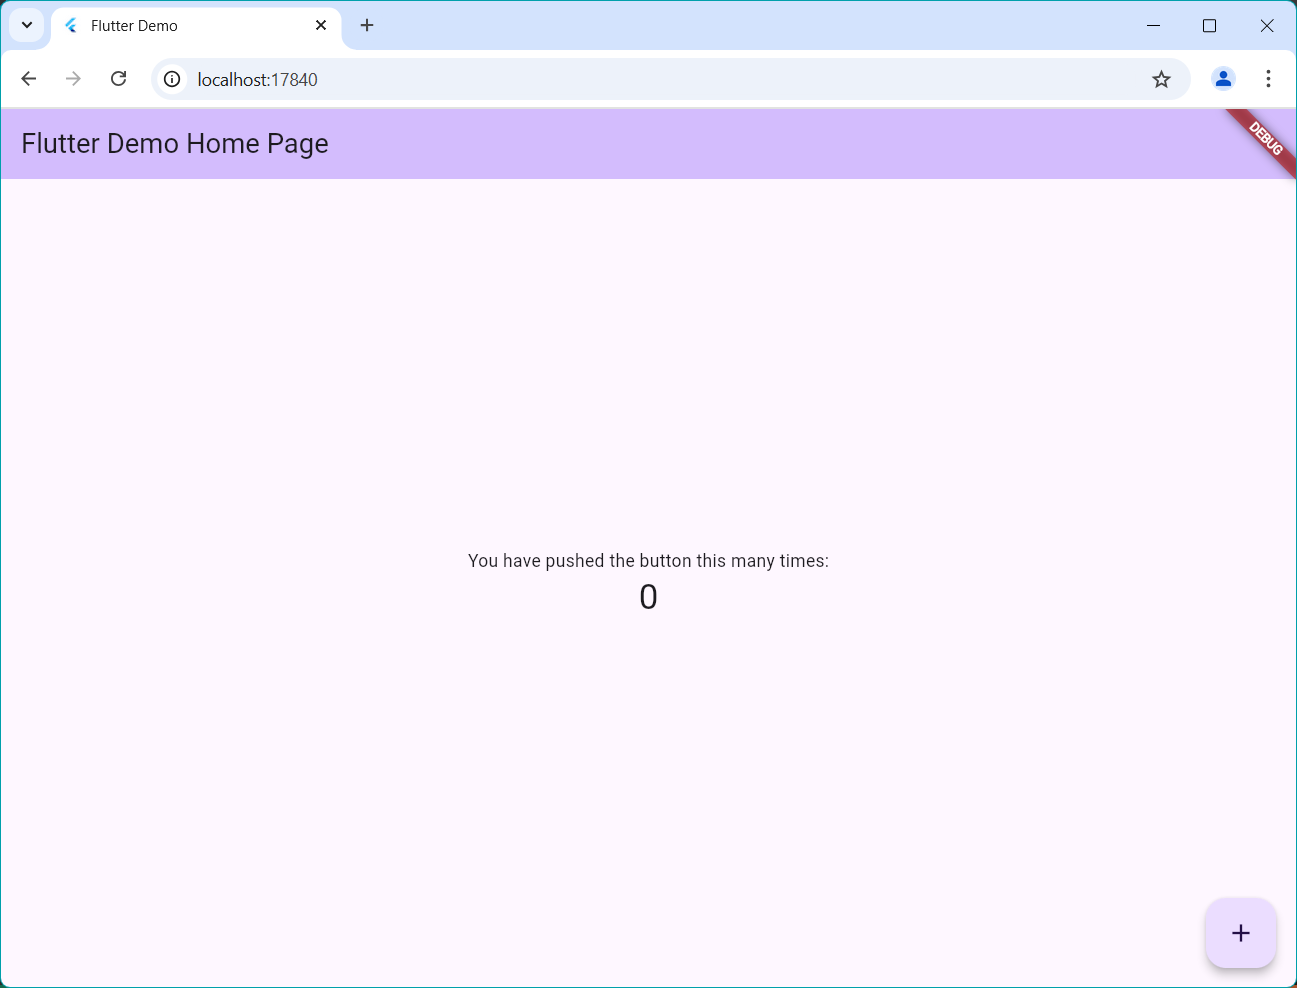 Flutter Demo
localhost:17840
Flutter Demo Home Page
DEBUG
You have pushed the button this many times:
0